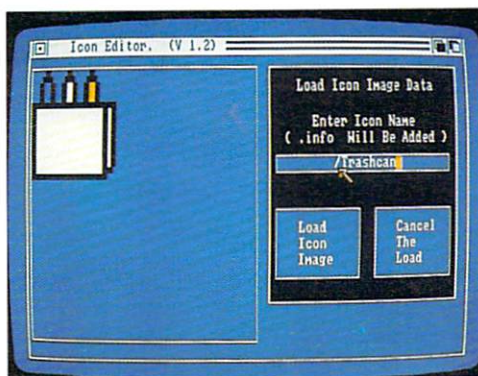 Icon Editor. (V 1.2)
Load Icon Image Data
Enter Icon Name
( .info Will Be Added )
/Trashcan
Load
Icon
Image
Cancel
The
Load